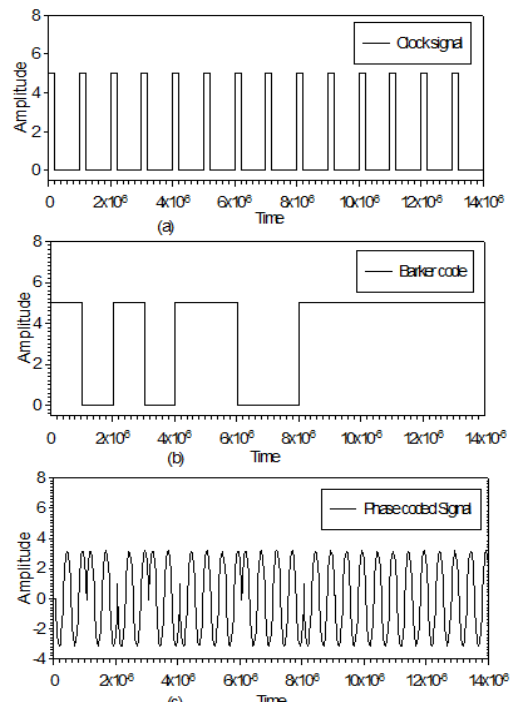 8
Clock signal
6
Amplitude
4
2
0
0 2x10⁶ 4x10⁶ 6x10⁶ 8x10⁶ 10x10⁶ 12x10⁶ 14x10⁶
(a) Time
8
Barker code
6
Amplitude
4
2
0
0 2x10⁶ 4x10⁶ 6x10⁶ 8x10⁶ 10x10⁶ 12x10⁶ 14x10⁶
(b) Time
8
Phase coded Signal
6
4
Amplitude
2
0
-2
-4
0 2x10⁶ 4x10⁶ 6x10⁶ 8x10⁶ 10x10⁶ 12x10⁶ 14x10⁶
(c) Time